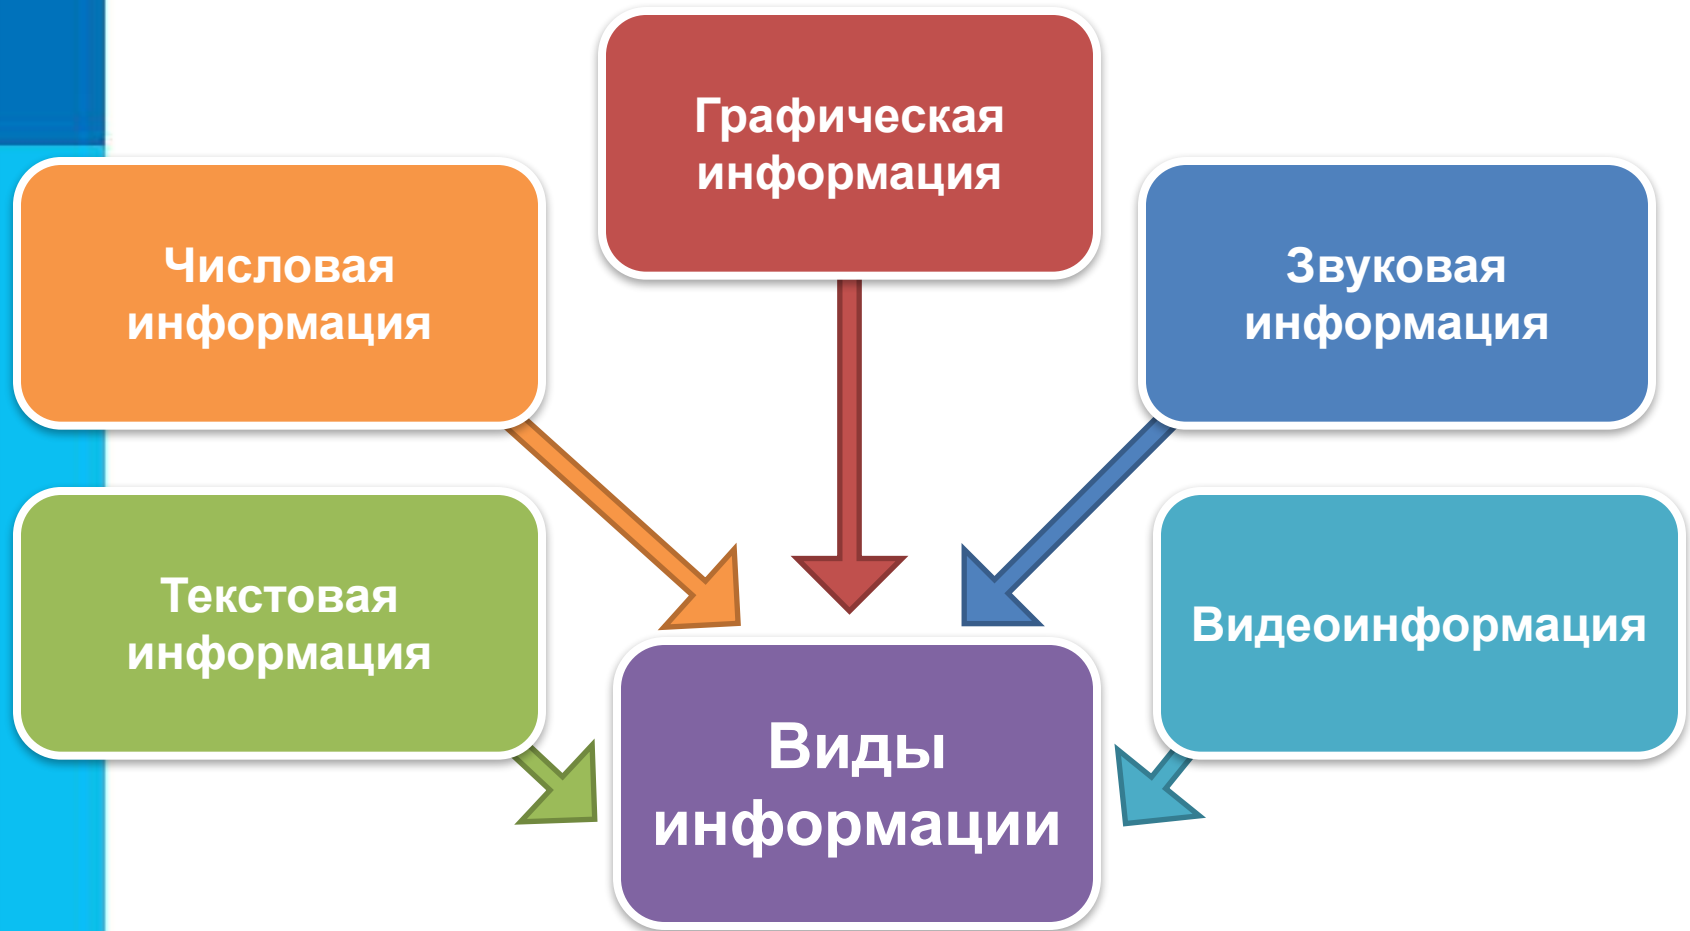 Графическая
информация
Числовая
информация
Звуковая
информация
Текстовая
информация
Видеоинформация
Виды
информации